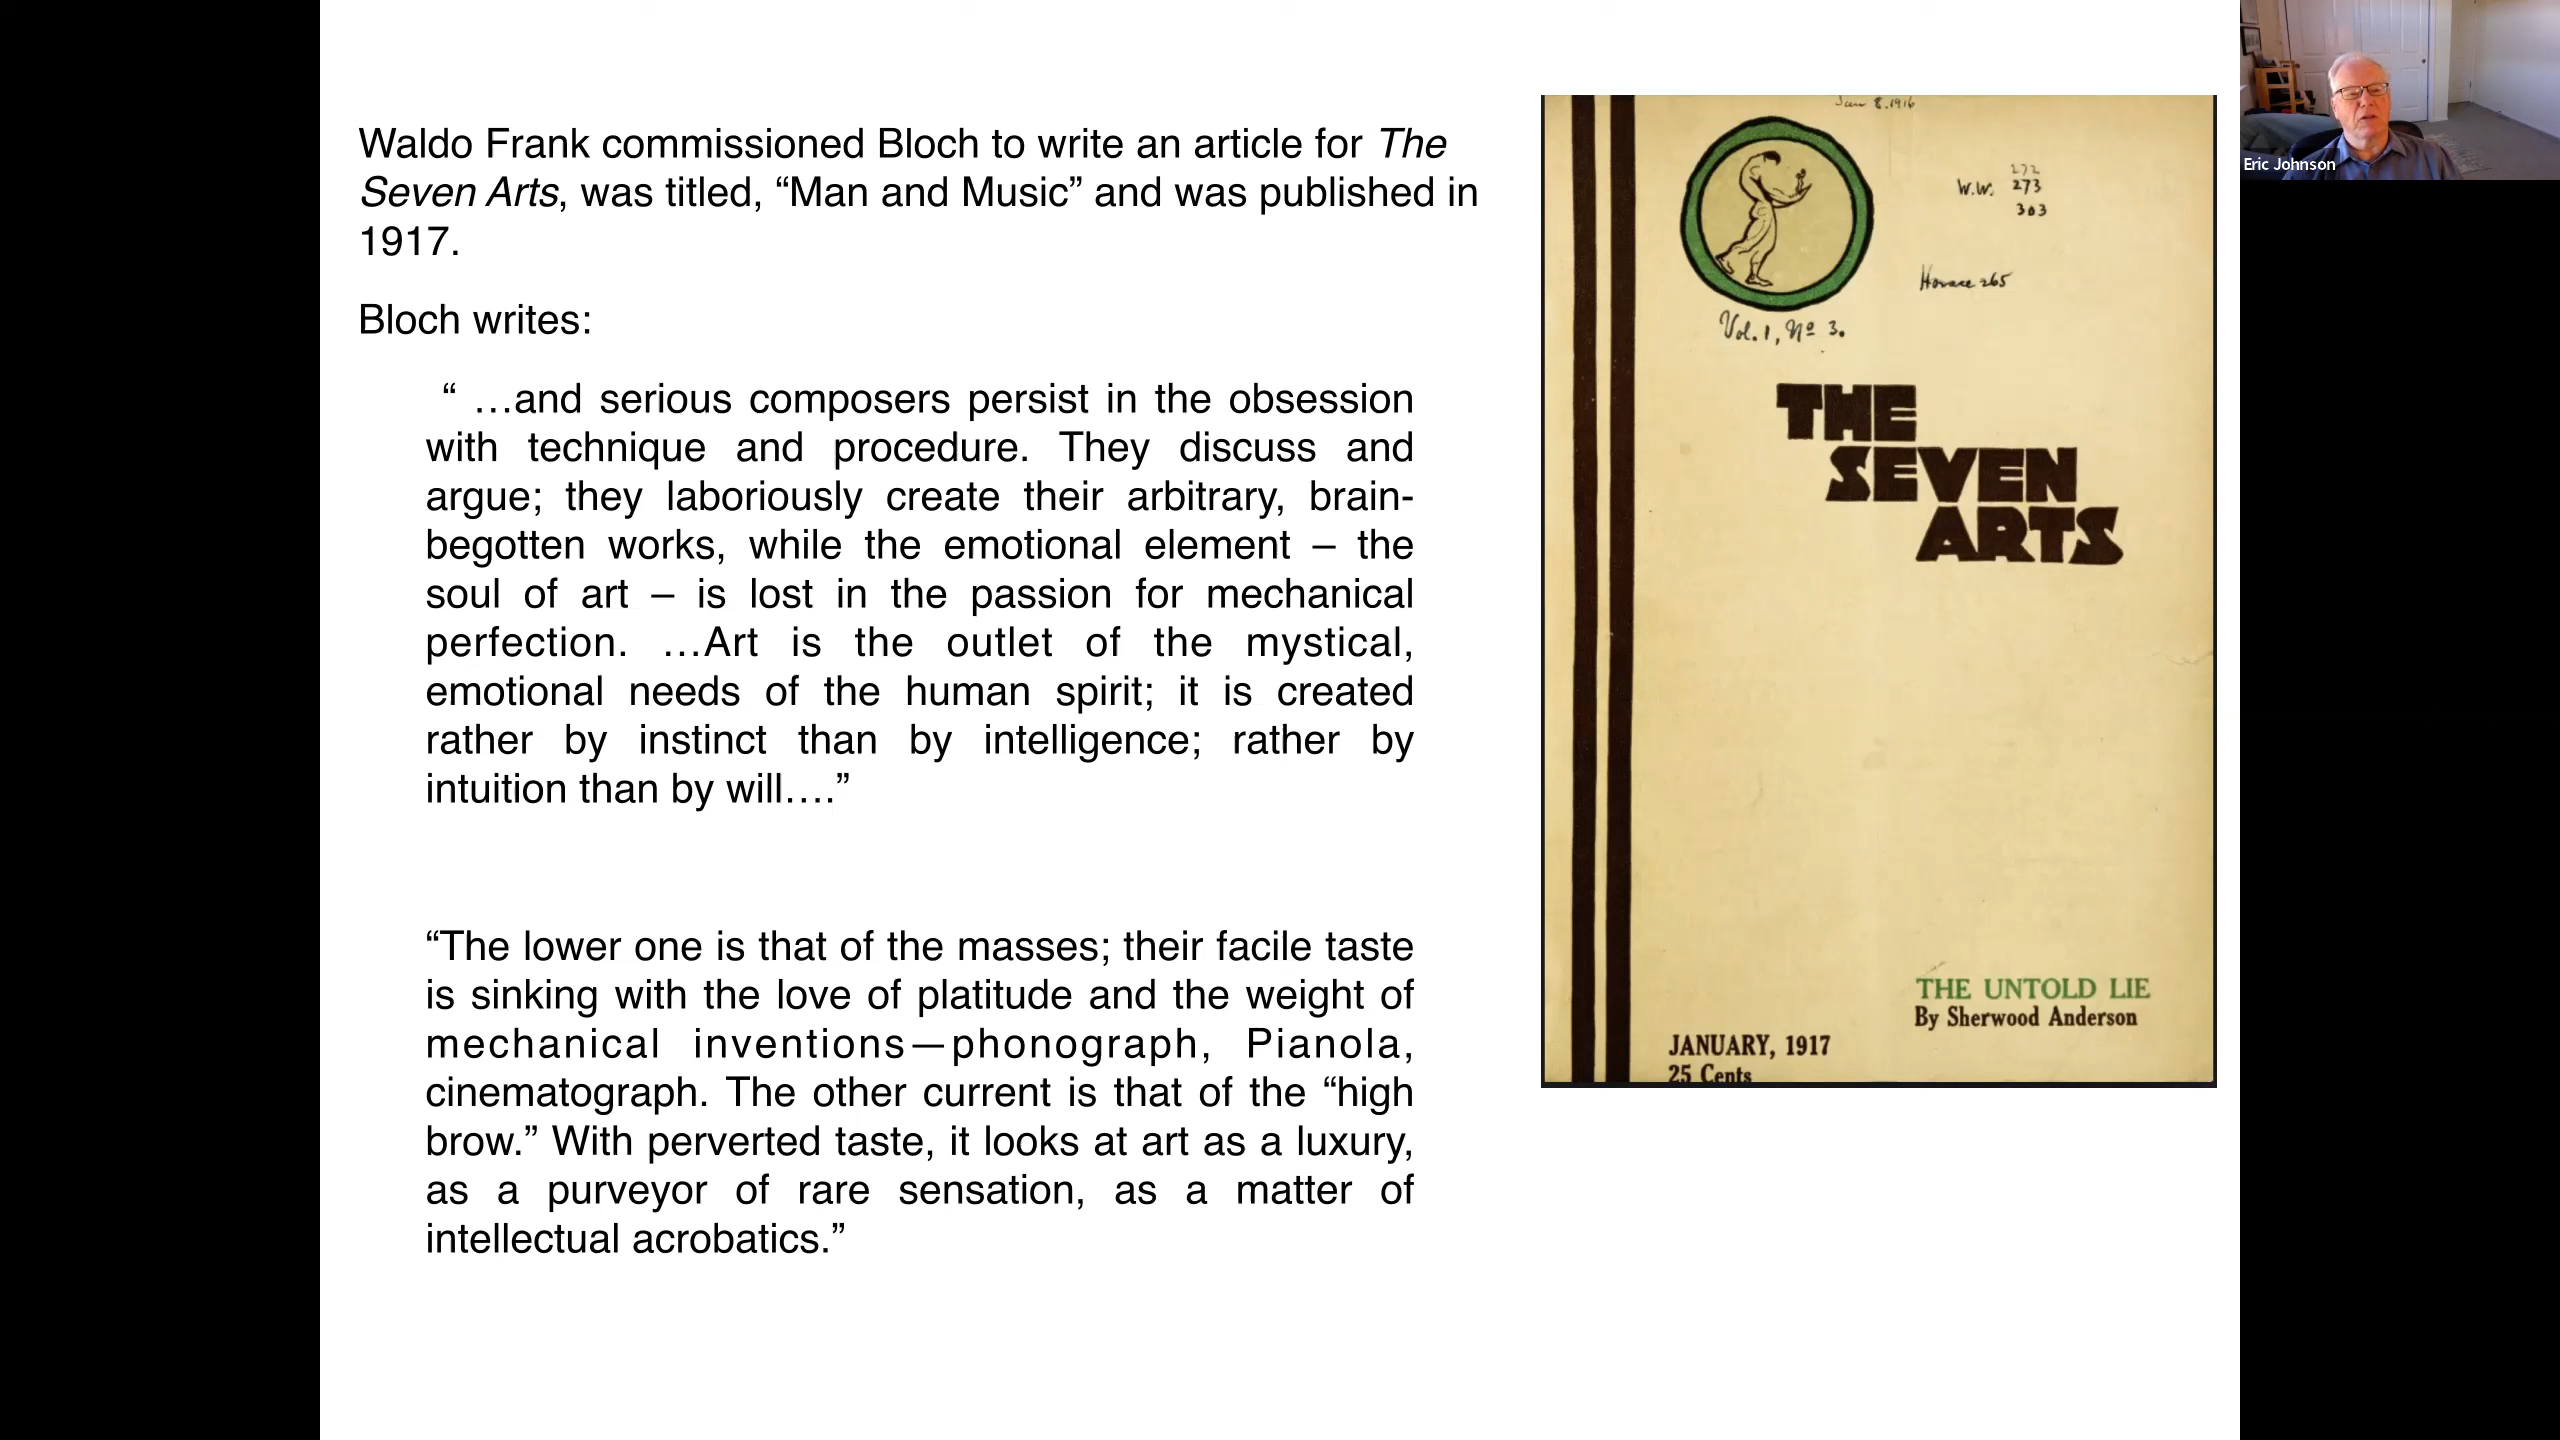 Waldo Frank commissioned Bloch to write an article for The
Seven Arts, was titled, “Man and Music” and was published in
1917.
Bloch writes:
“ …and serious composers persist in the obsession
with technique and procedure. They discuss and
argue; they laboriously create their arbitrary, brain-
begotten works, while the emotional element – the
soul of art – is lost in the passion for mechanical
perfection. …Art is the outlet of the mystical,
emotional needs of the human spirit; it is created
rather by instinct than by intelligence; rather by
intuition than by will….”
“The lower one is that of the masses; their facile taste
is sinking with the love of platitude and the weight of
mechanical inventions—phonograph, Pianola,
cinematograph. The other current is that of the “high
brow.” With perverted taste, it looks at art as a luxury,
as a purveyor of rare sensation, as a matter of
intellectual acrobatics.”
Jan 8.1916
272
W.W. 273
303
Horace 265
Vol. 1, Nº 3.
THE
SEVEN
ARTS
THE UNTOLD LIE
By Sherwood Anderson
JANUARY, 1917
25 Cents
Eric Johnson